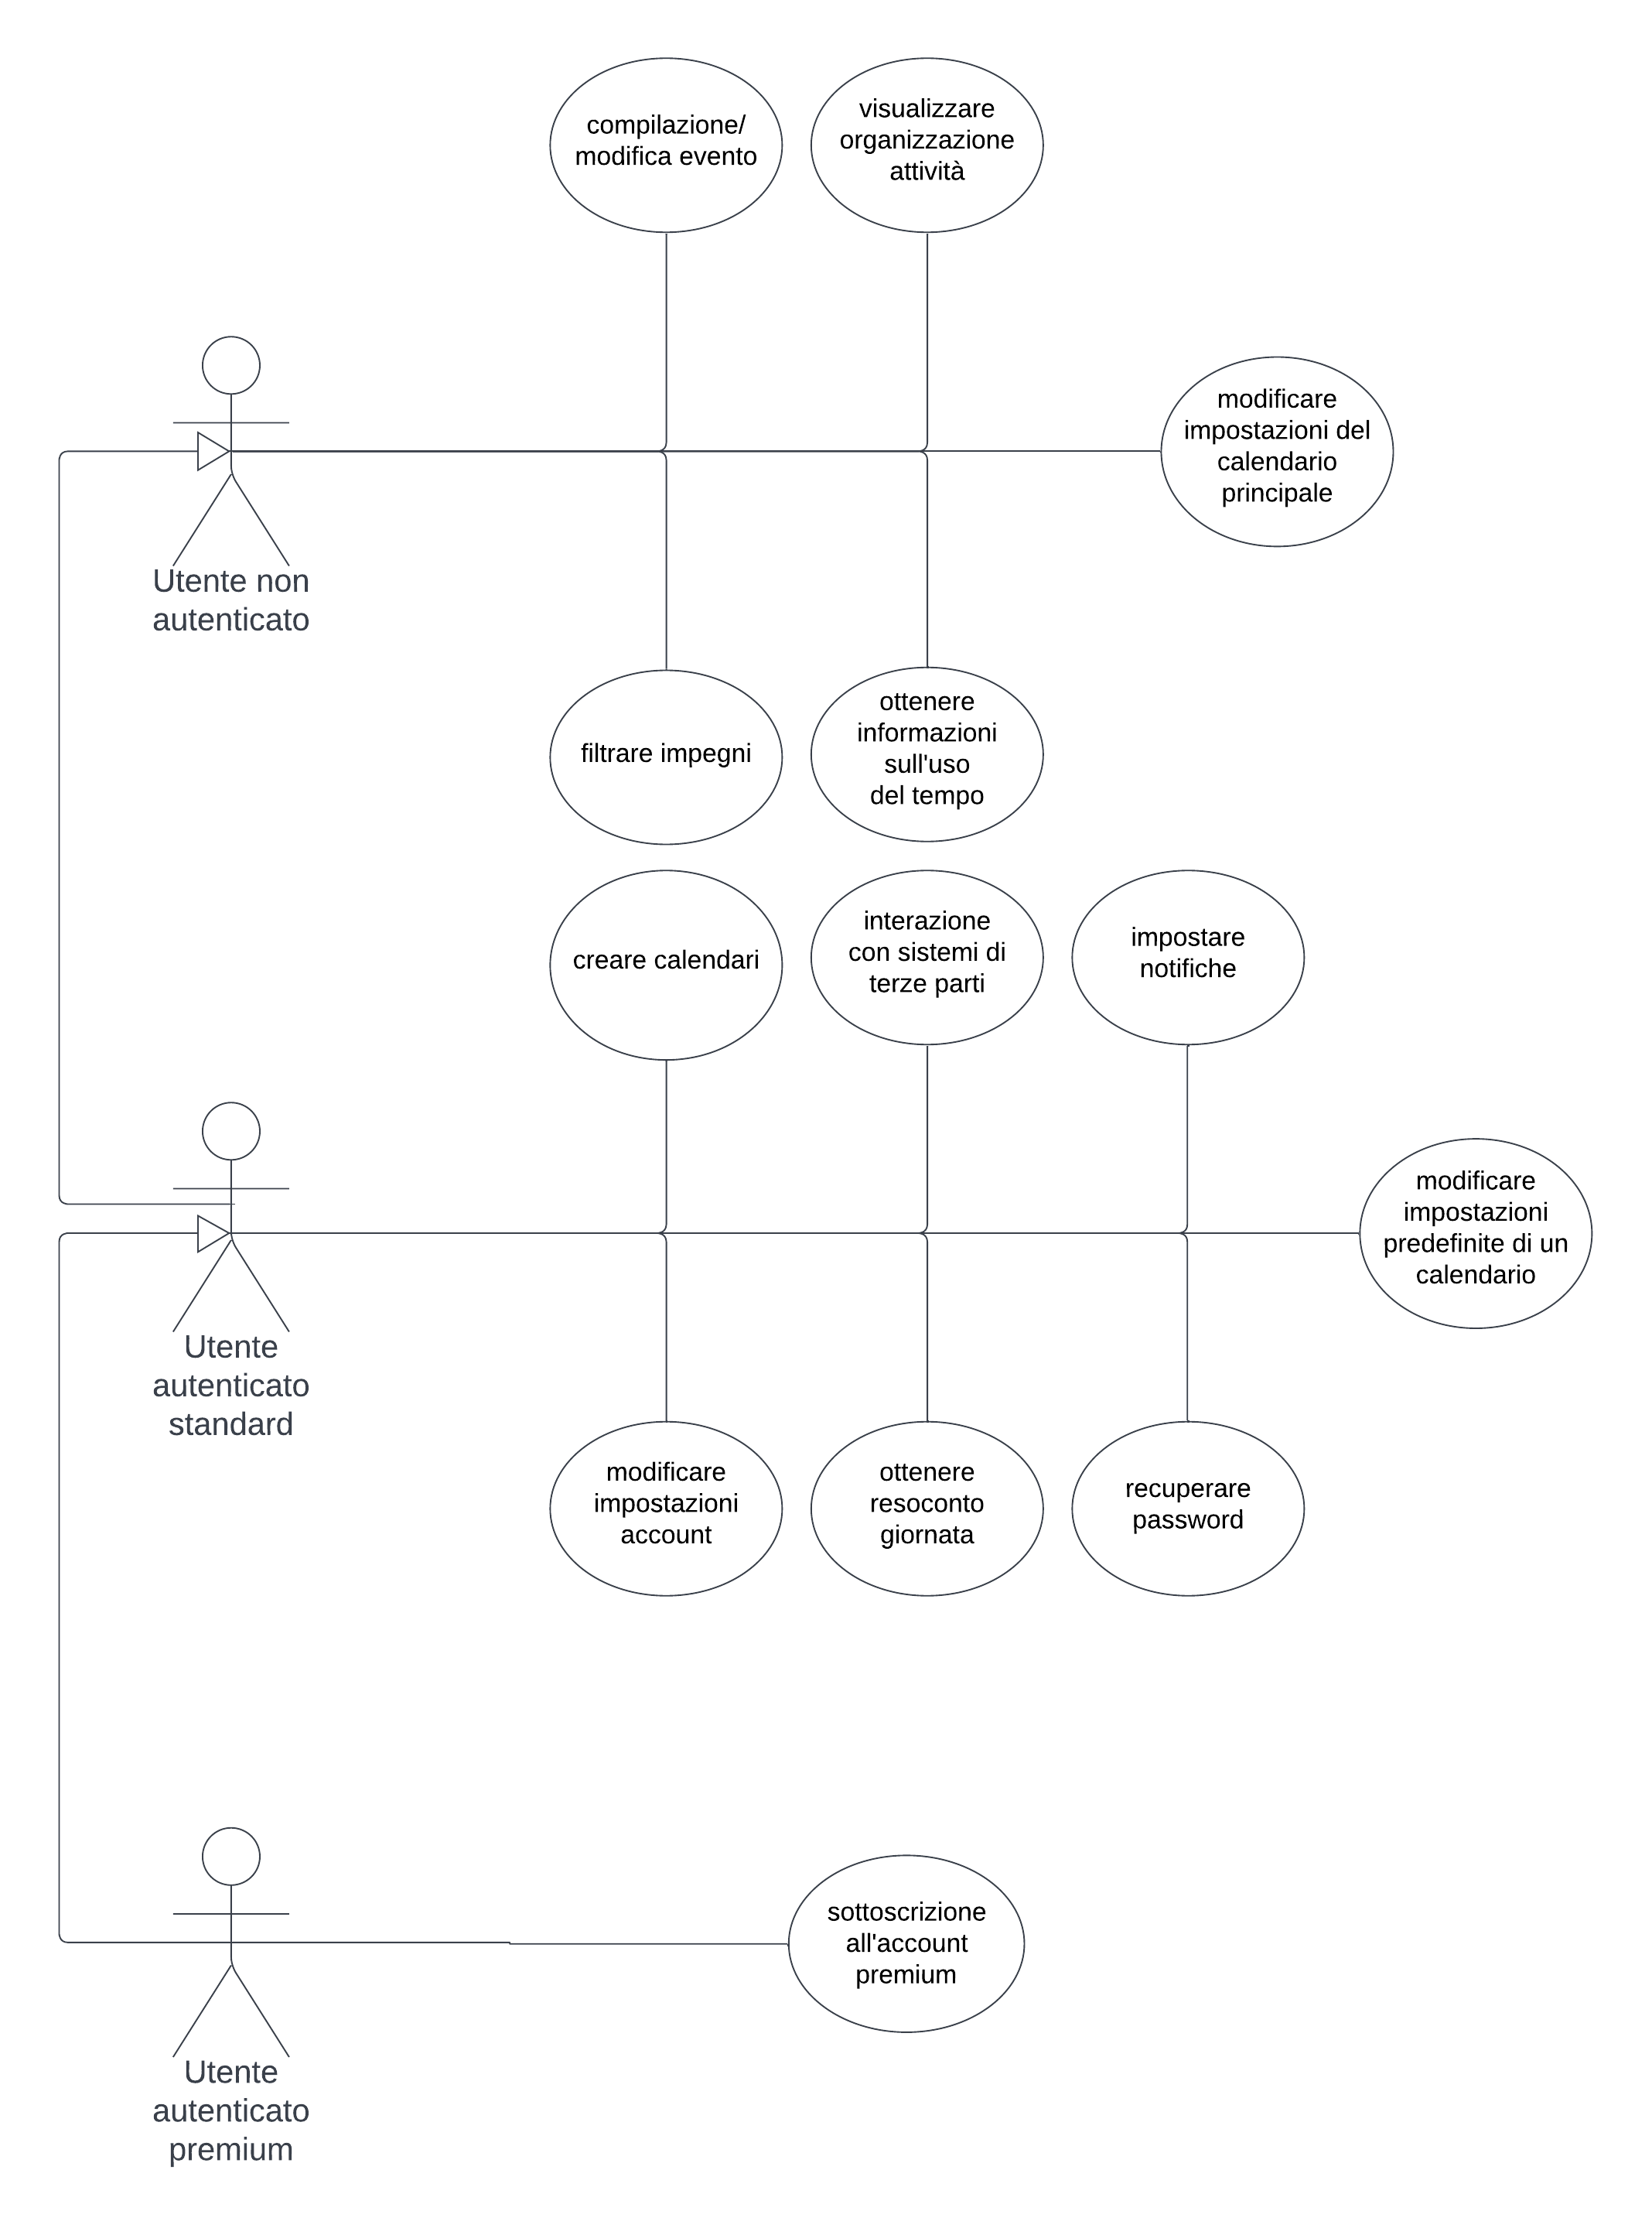 compilazione/
modifica evento
visualizzare
organizzazione
attività
modificare
impostazioni del
calendario
principale
Utente non
autenticato
filtrare impegni
ottenere
informazioni
sull'uso
del tempo
creare calendari
interazione
con sistemi di
terze parti
impostare
notifiche
modificare
impostazioni
predefinite di un
calendario
Utente
autenticato
standard
modificare
impostazioni
account
ottenere
resoconto
giornata
recuperare
password
sottoscrizione
all'account
premium
Utente
autenticato
premium